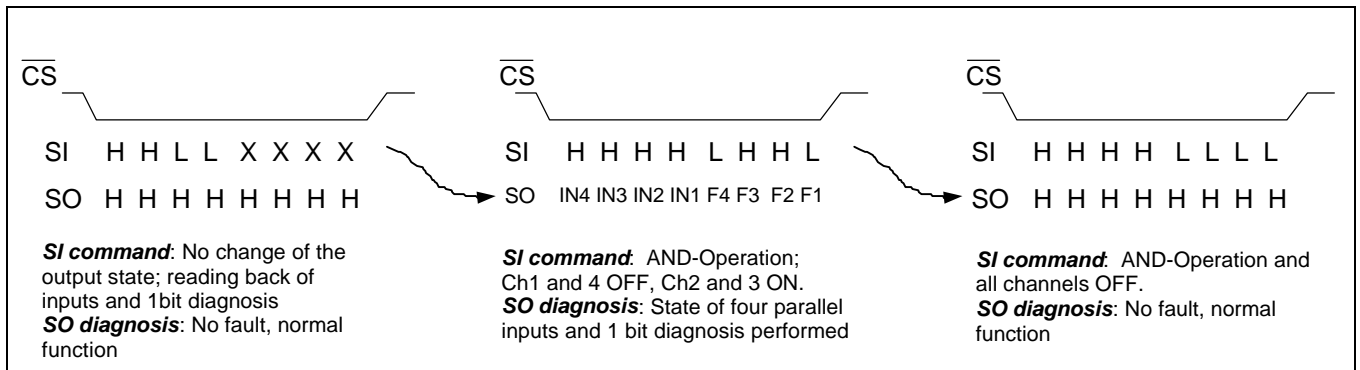 CS
SI H H L L X X X X
SO H H H H H H H H
SI command: No change of the
output state; reading back of
inputs and 1bit diagnosis
SO diagnosis: No fault, normal
function
CS
SI H H H H L H H L
SO IN4 IN3 IN2 IN1 F4 F3 F2 F1
SI command: AND-Operation;
Ch1 and 4 OFF, Ch2 and 3 ON.
SO diagnosis: State of four parallel
inputs and 1 bit diagnosis performed
CS
SI H H H H L L L L
SO H H H H H H H H
SI command: AND-Operation and
all channels OFF.
SO diagnosis: No fault, normal
function